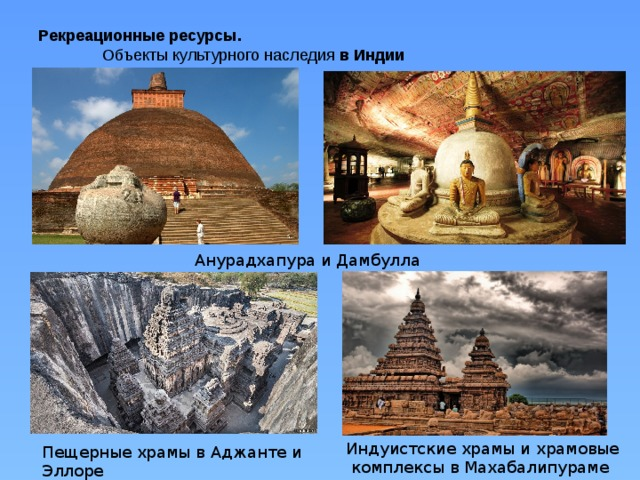 Рекреационные ресурсы.
Объекты культурного наследия в Индии
Анурадхапура и Дамбулла
Пещерные храмы в Аджанте и
Эллоре
Индуистские храмы и храмовые
комплексы в Махабалипураме